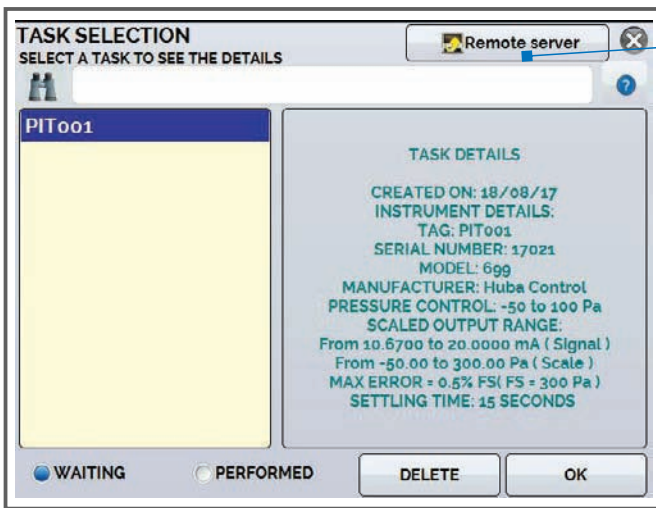 TASK SELECTION
SELECT A TASK TO SEE THE DETAILS
Remote server
?
PIT001
TASK DETAILS
CREATED ON: 18/08/17
INSTRUMENT DETAILS:
TAG: PIT001
SERIAL NUMBER: 17021
MODEL: 699
MANUFACTURER: Huba Control
PRESSURE CONTROL: -50 to 100 Pa
SCALED OUTPUT RANGE:
From 10.6700 to 20.0000 mA ( Signal )
From -50.00 to 300.00 Pa ( Scale )
MAX ERROR = 0.5% FS( FS = 300 Pa )
SETTLING TIME: 15 SECONDS
WAITING
PERFORMED
DELETE
OK